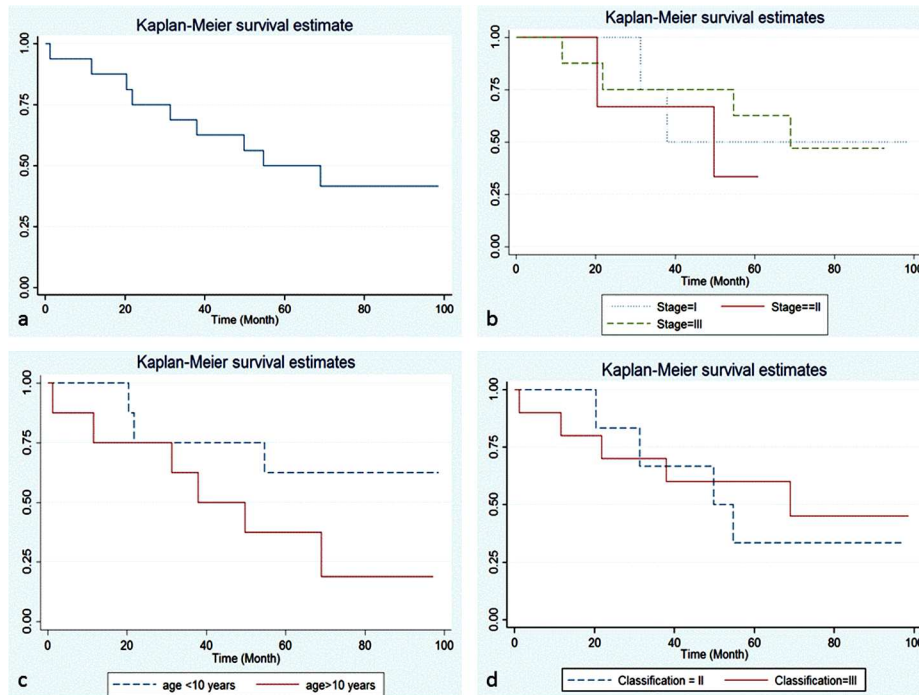 Kaplan-Meier survival estimate
1.00
0.75
0.50
0.25
0.00
0 20 40 60 80 100
Time (Month)
a
Kaplan-Meier survival estimates
1.00
0.75
0.50
0.25
0.00
0 20 40 60 80 100
Time (Month)
Stage=I Stage==II
Stage=III
b
Kaplan-Meier survival estimates
1.00
0.75
0.50
0.25
0.00
0 20 40 60 80 100
Time (Month)
age <10 years age>10 years
c
Kaplan-Meier survival estimates
1.00
0.75
0.50
0.25
0.00
0 20 40 60 80 100
Time (Month)
Classification = II Classification=III
d